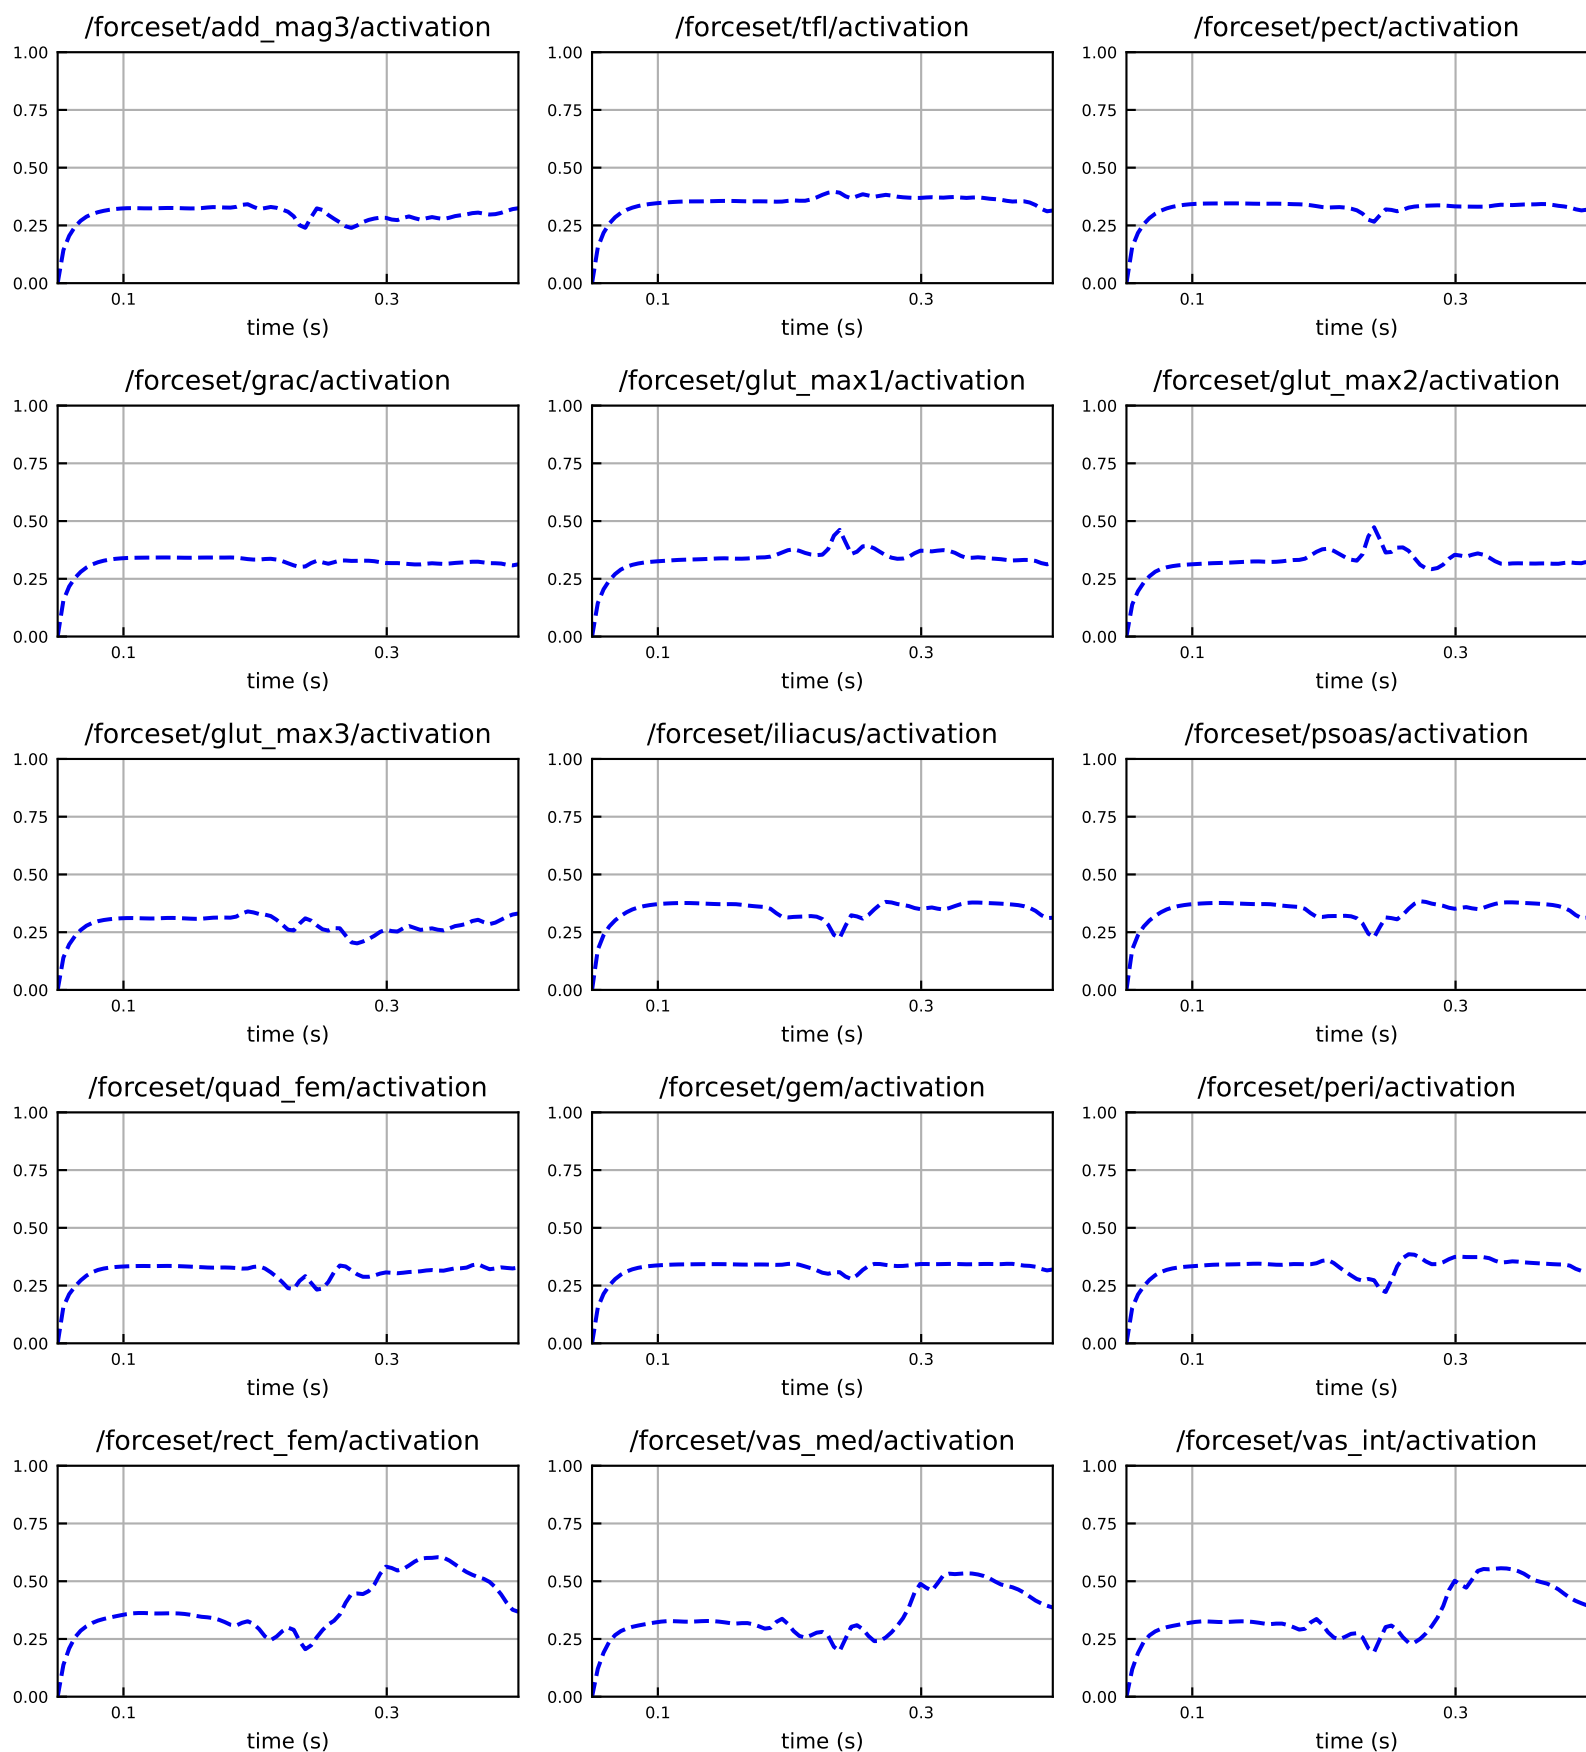 /forceset/add_mag3/activation /forceset/tfl/activation /forceset/pect/activation
1.00 1.00 1.00
0.75 0.75 0.75
0.50 0.50 0.50
0.25 0.25 0.25
0.00 0.00 0.00
0.1 0.3 0.1 0.3 0.1 0.3
time (s) time (s) time (s)
/forceset/grac/activation /forceset/glut_max1/activation /forceset/glut_max2/activation
1.00 1.00 1.00
0.75 0.75 0.75
0.50 0.50 0.50
0.25 0.25 0.25
0.00 0.00 0.00
0.1 0.3 0.1 0.3 0.1 0.3
time (s) time (s) time (s)
/forceset/glut_max3/activation /forceset/iliacus/activation /forceset/psoas/activation
1.00 1.00 1.00
0.75 0.75 0.75
0.50 0.50 0.50
0.25 0.25 0.25
0.00 0.00 0.00
0.1 0.3 0.1 0.3 0.1 0.3
time (s) time (s) time (s)
/forceset/quad_fem/activation /forceset/gem/activation /forceset/peri/activation
1.00 1.00 1.00
0.75 0.75 0.75
0.50 0.50 0.50
0.25 0.25 0.25
0.00 0.00 0.00
0.1 0.3 0.1 0.3 0.1 0.3
time (s) time (s) time (s)
/forceset/rect_fem/activation /forceset/vas_med/activation /forceset/vas_int/activation
1.00 1.00 1.00
0.75 0.75 0.75
0.50 0.50 0.50
0.25 0.25 0.25
0.00 0.00 0.00
0.1 0.3 0.1 0.3 0.1 0.3
time (s) time (s) time (s)